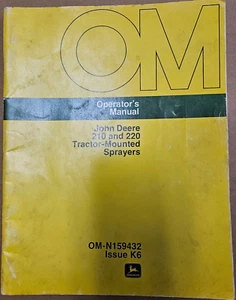 OM
Operator's
Manual
John Deere
210 and 220
Tractor-Mounted
Sprayers
OM-N159432
Issue K6